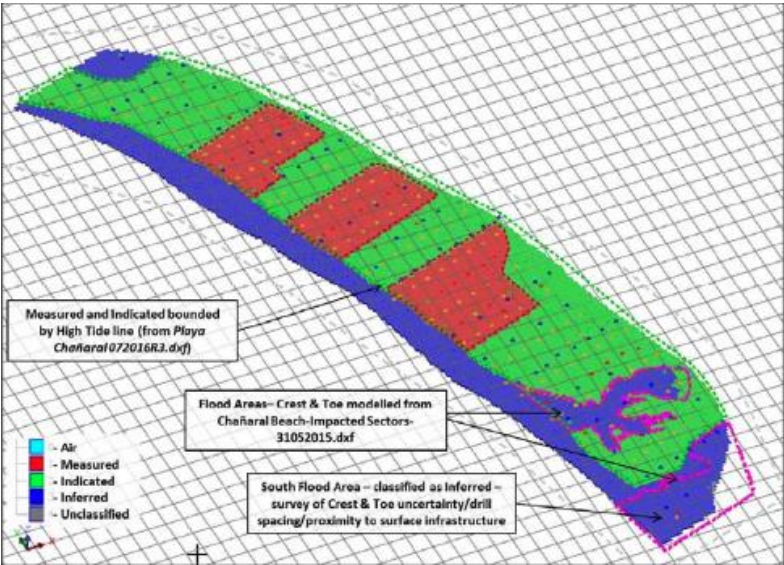 Measured and Indicated bounded
by High Tide line (from Playa
Chañaral072016R3.dxf)
Flood Areas– Crest & Toe modelled from
Chañaral Beach-Impacted Sectors-
31052015.dxf
South Flood Area – classified as Inferred –
survey of Crest & Toe uncertainty/drill
spacing/proximity to surface infrastructure
- Air
- Measured
- Indicated
- Inferred
- Unclassified